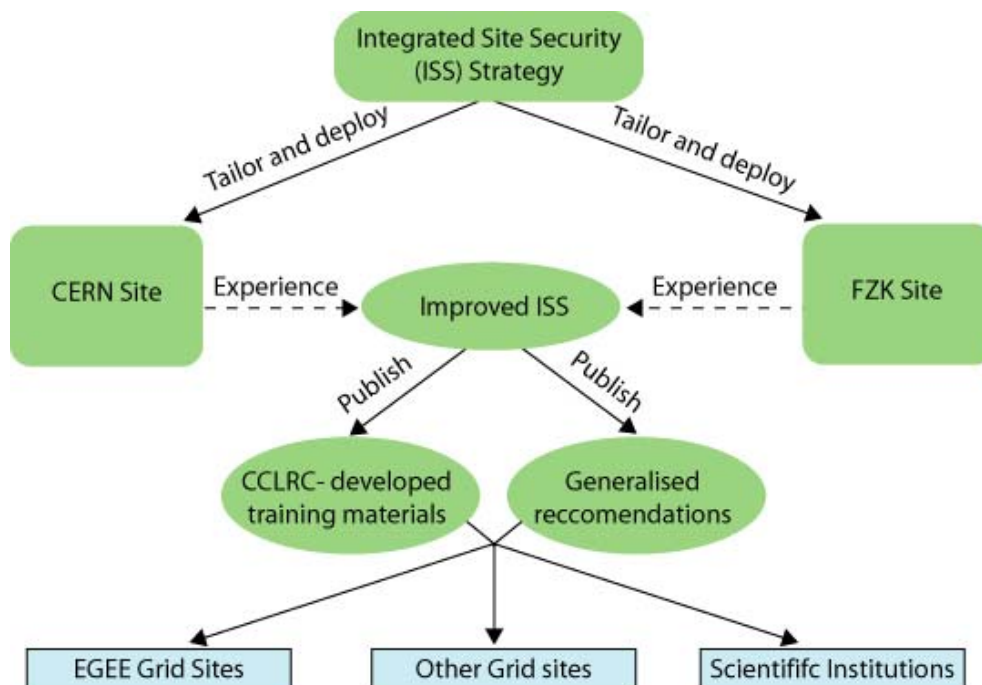 Integrated Site Security
(ISS) Strategy
Tailor and deploy
Tailor and deploy
CERN Site
Experience
Improved ISS
Experience
FZK Site
Publish
Publish
CCLRC- developed
training materials
Generalised
reccomendations
EGEE Grid Sites
Other Grid sites
Scientififc Institutions